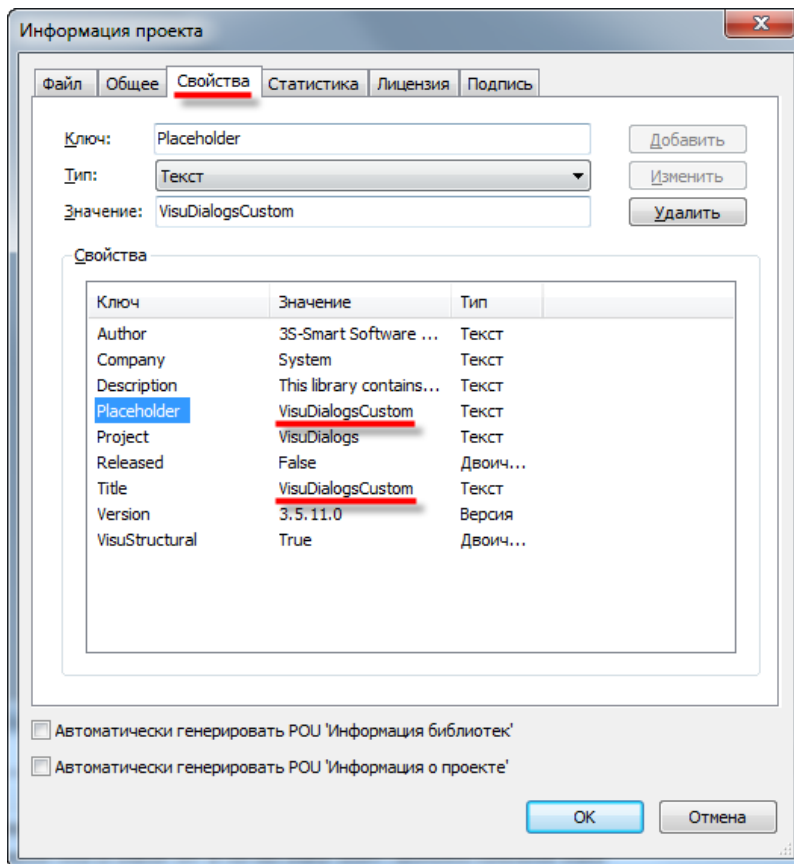 Информация проекта
Файл Общее Свойства Статистика Лицензия Подпись
Ключ: Placeholder Добавить
Тип: Текст Изменить
Значение: VisuDialogsCustom Удалить
Свойства
Ключ Значение Тип
Author 3S-Smart Software ... Текст
Company System Текст
Description This library contains... Текст
Placeholder VisuDialogsCustom Текст
Project VisuDialogs Текст
Released False Двоич...
Title VisuDialogsCustom Текст
Version 3.5.11.0 Версия
VisuStructural True Двоич...
Автоматически генерировать POU 'Информация библиотек'
Автоматически генерировать POU 'Информация о проекте'
OK Отмена